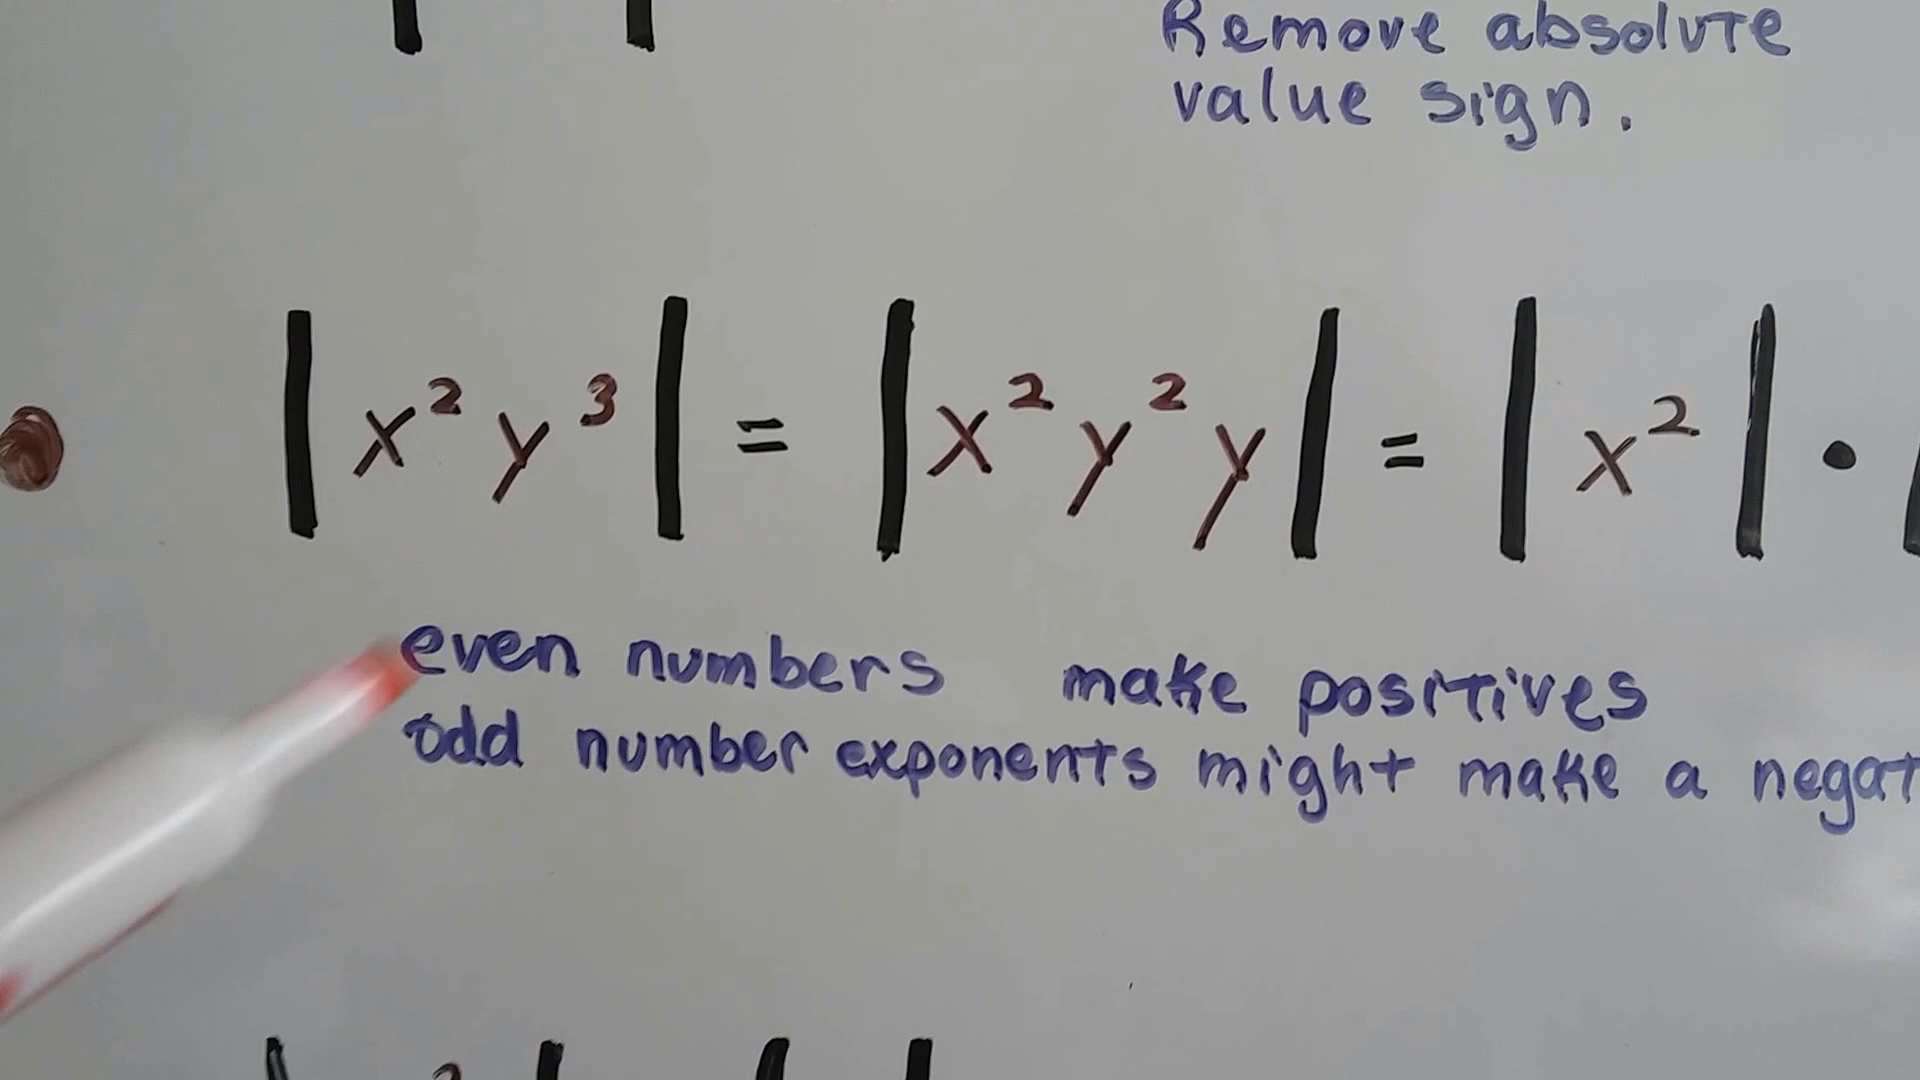 Remove absolute
value sign.
|x²y³| = |x²y²y| = |x²| • |
even numbers make positives
odd number exponents might make a negat